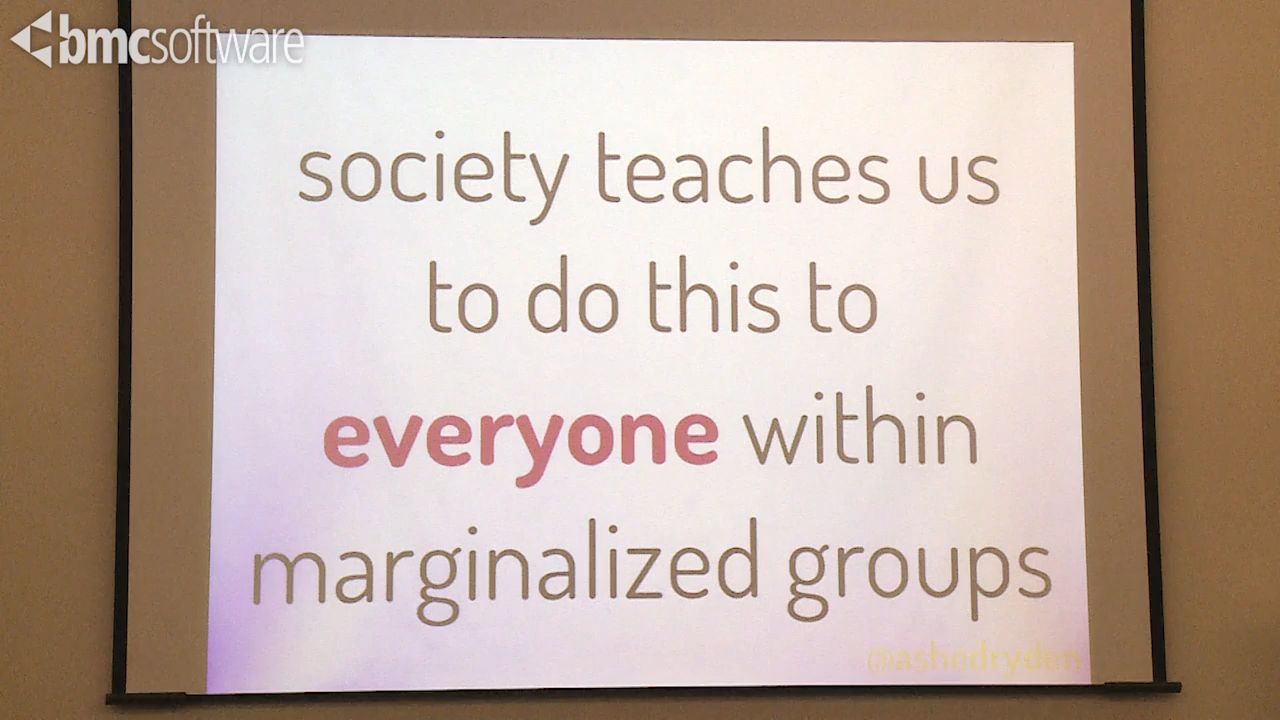 bmcsoftware
society teaches us
to do this to
everyone within
marginalized groups
@ashedryden